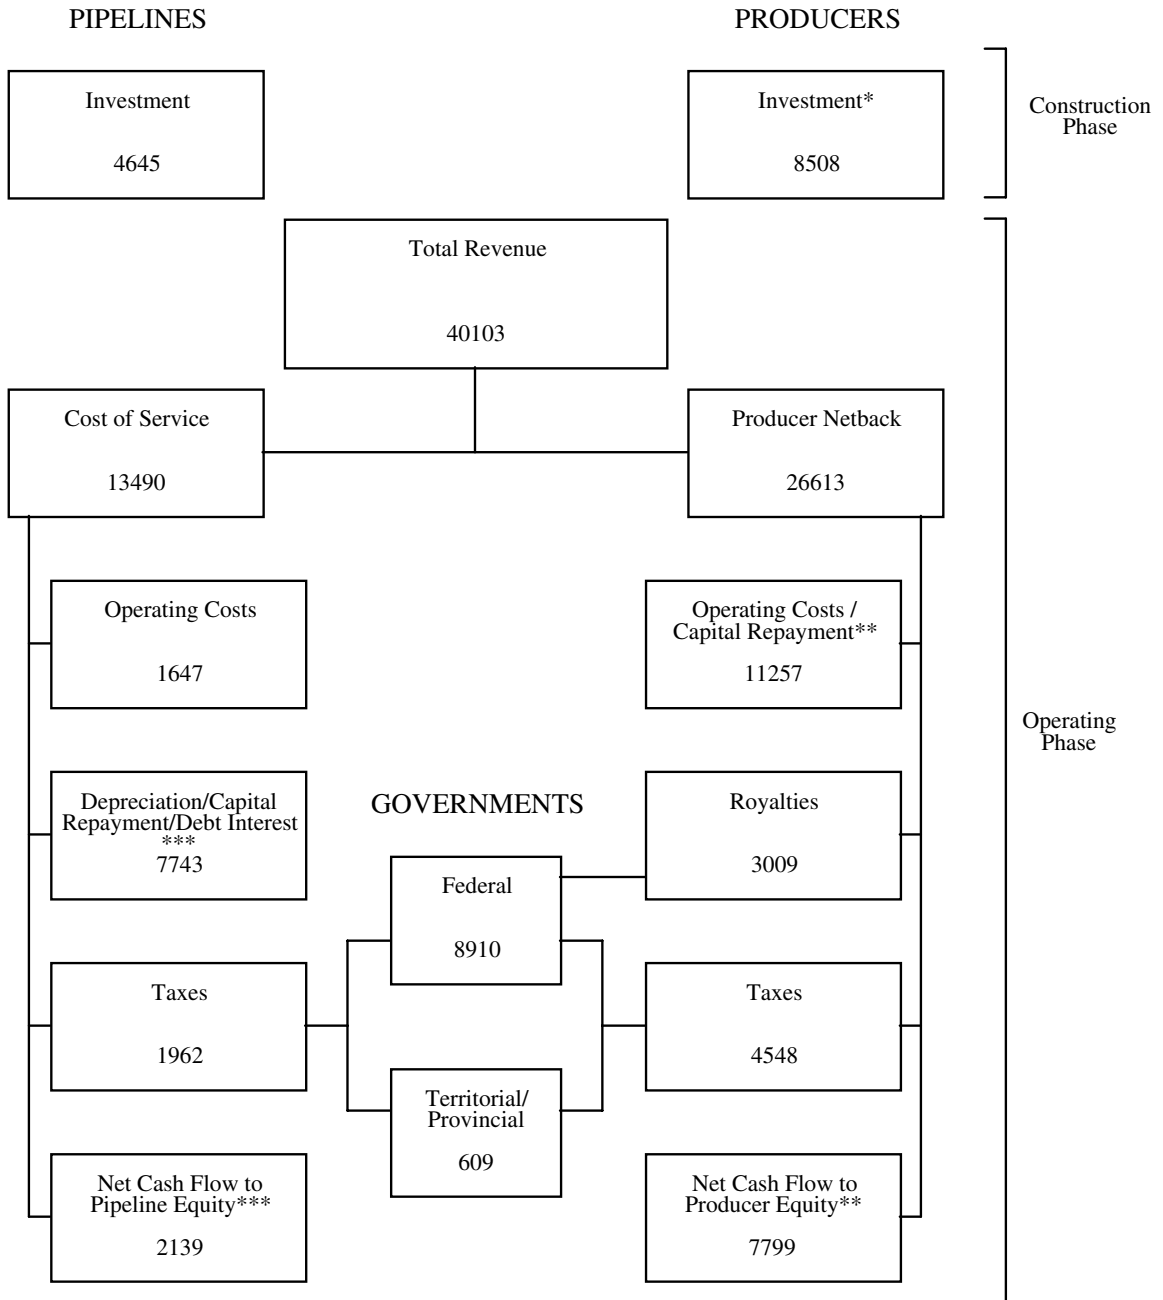 PIPELINES
PRODUCERS
Investment
4645
Investment*
8508
Construction
Phase
Total Revenue
40103
Cost of Service
13490
Producer Netback
26613
Operating Costs
1647
Operating Costs /
Capital Repayment**
11257
Operating
Phase
Depreciation/Capital
Repayment/Debt Interest
***
7743
GOVERNMENTS
Royalties
3009
Federal
8910
Taxes
1962
Taxes
4548
Territorial/
Provincial
609
Net Cash Flow to
Pipeline Equity***
2139
Net Cash Flow to
Producer Equity**
7799